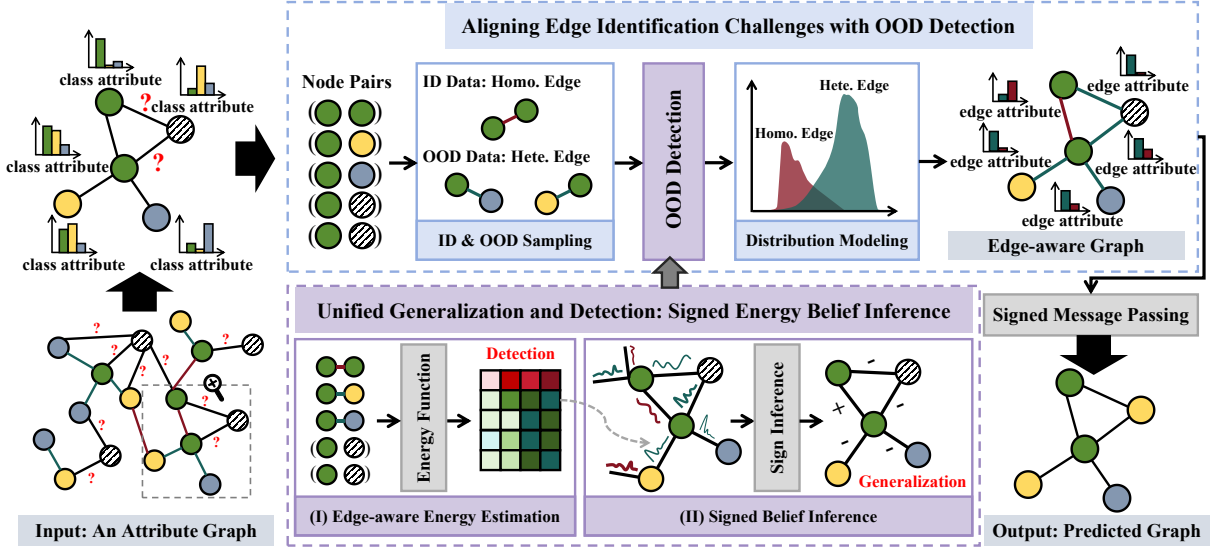 Aligning Edge Identification Challenges with OOD Detection
class attribute
class attribute
?
class attribute
?
class attribute
class attribute
Node Pairs
( )
( )
( )
( )
( )
ID Data: Homo. Edge
OOD Data: Hete. Edge
ID & OOD Sampling
OOD Detection
Hete. Edge
Homo. Edge
Distribution Modeling
edge attribute
edge attribute
edge attribute
edge attribute
edge attribute
Edge-aware Graph
Unified Generalization and Detection: Signed Energy Belief Inference
Signed Message Passing
?
?
?
?
?
?
?
?
?
Input: An Attribute Graph
( )
( )
Energy Function
Detection
(I) Edge-aware Energy Estimation
Sign Inference
-
-
+
-
-
Generalization
(II) Signed Belief Inference
Output: Predicted Graph